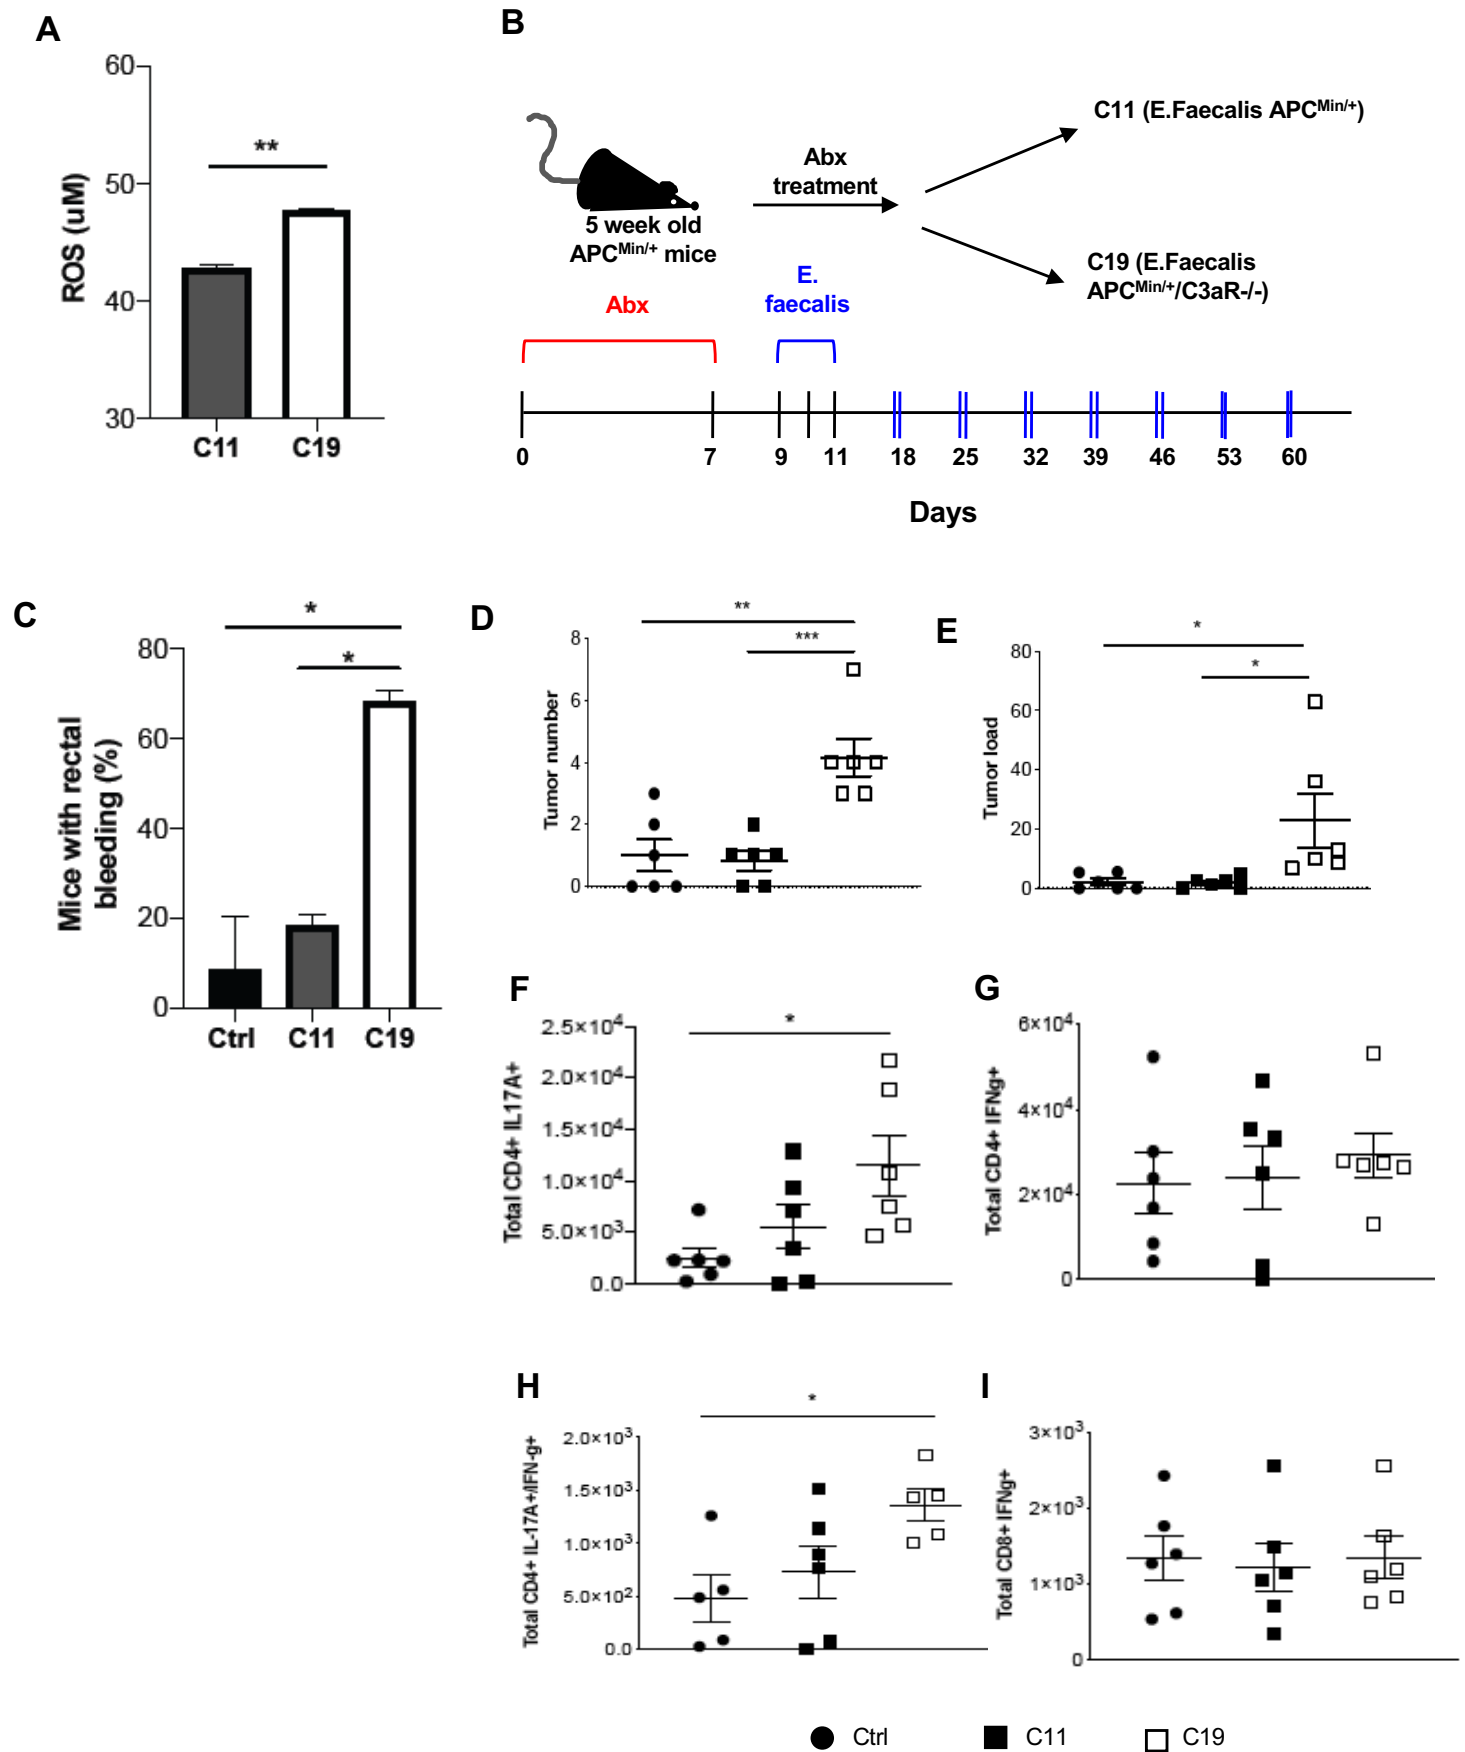 A
60
50
40
30
ROS (uM)
**
C11
C19
B
5 week old
APCMin/+ mice
Abx
treatment
C11 (E.Faecalis APCMin/+)
C19 (E.Faecalis
APCMin/+/C3aR-/-)
Abx
E.
faecalis
0
7
9
11
18
25
32
39
46
53
60
Days
C
*
*
80
60
40
20
0
Mice with rectal
bleeding (%)
Ctrl
C11
C19
D
**
***
8
6
4
2
0
Tumor number
E
*
*
80
60
40
20
0
Tumor load
F
*
2.5×10⁴
2.0×10⁴
1.5×10⁴
1.0×10⁴
5.0×10³
0.0
Total CD4+ IL17A+
G
6×10⁴
4×10⁴
2×10⁴
0
Total CD4+ IFNg+
H
*
2.0×10³
1.5×10³
1.0×10³
5.0×10²
0.0
Total CD4+ IL-17A+/IFN-g+
I
3×10³
2×10³
1×10³
0
Total CD8+ IFNg+
Ctrl
C11
C19